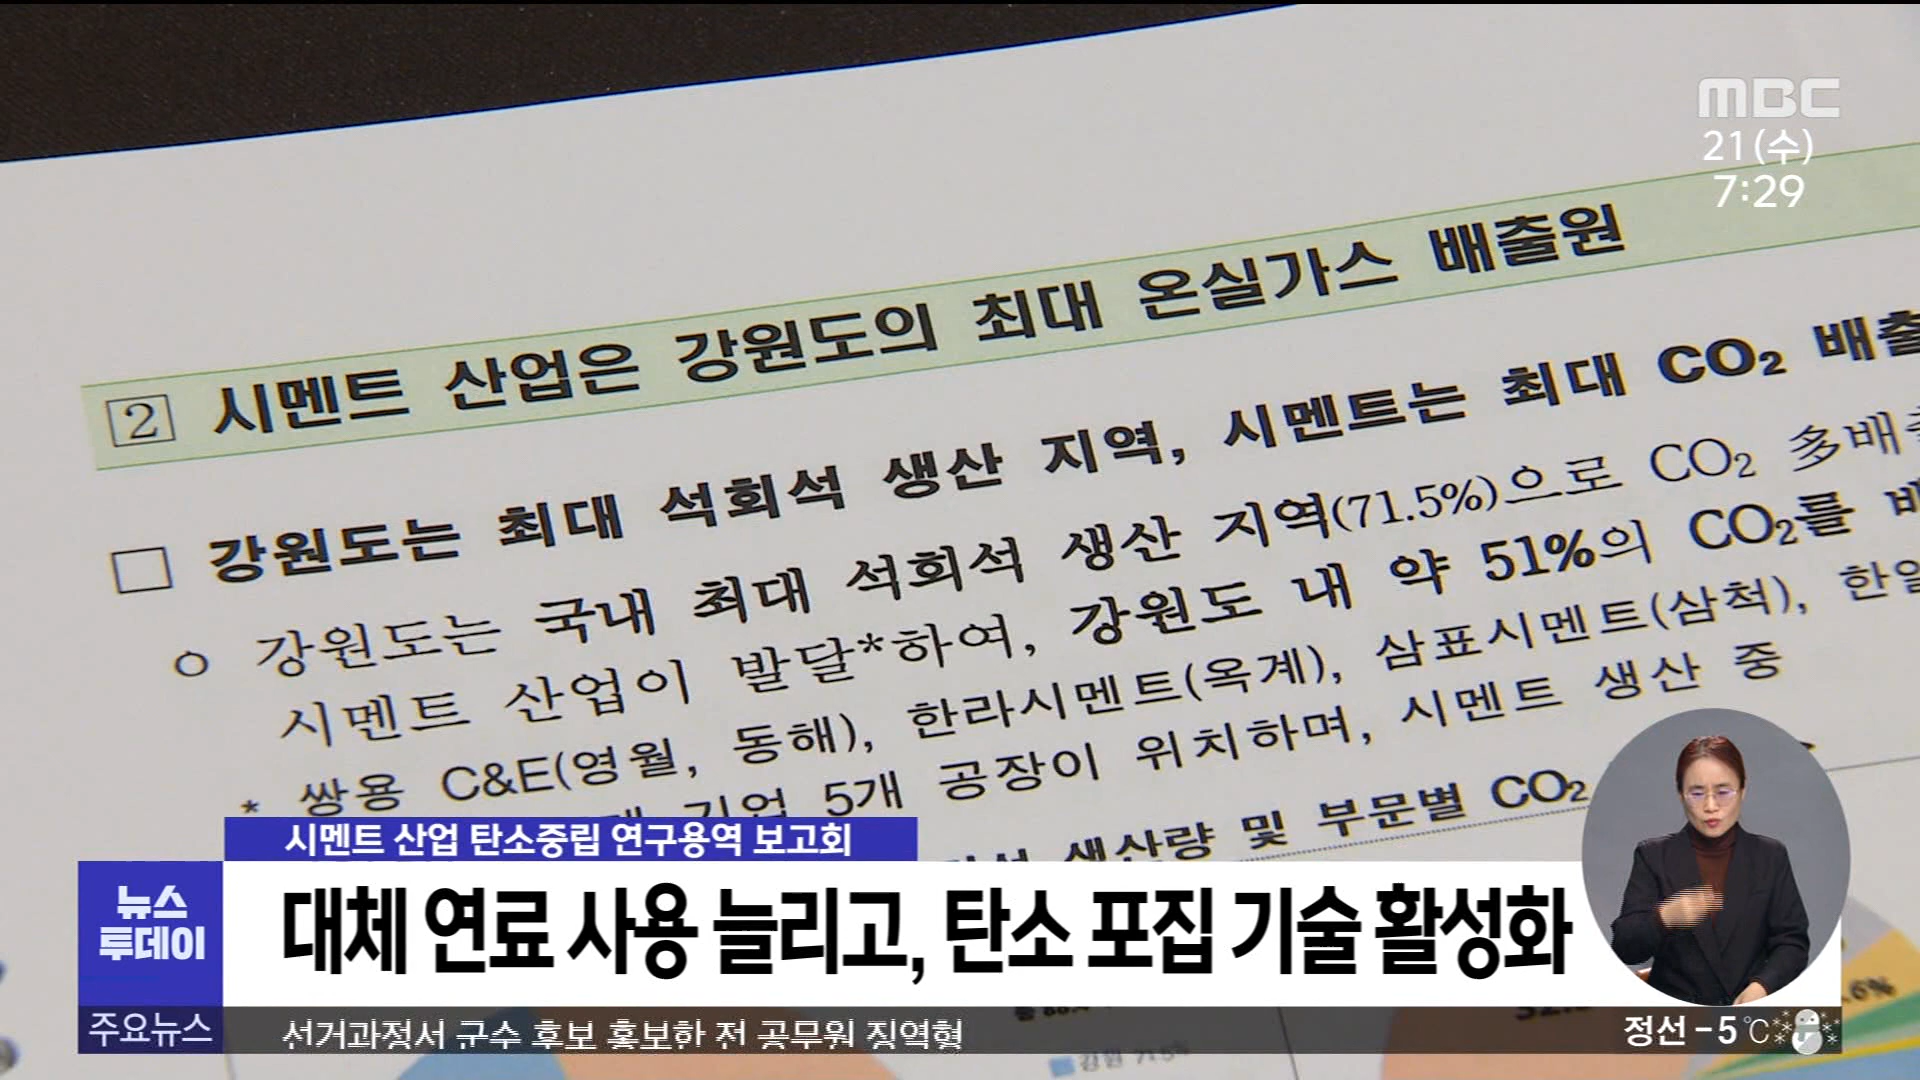 MBC
21(수)
7:29
2 시멘트 산업은 강원도의 최대 온실가스 배출원
□ 강원도는 최대 석회석 생산 지역, 시멘트는 최대 CO₂ 배출
○ 강원도는 국내 최대 석회석 생산 지역(71.5%)으로 CO₂ 多배출
시멘트 산업이 발달*하여, 강원도 내 약 51%의 CO₂를
* 쌍용 C&E(영월, 동해), 한라시멘트(옥계), 삼표시멘트(삼척), 한일
기업 5개 공장이 위치하며, 시멘트 생산 중
생산량 및 부문별 CO₂
시멘트 산업 탄소중립 연구용역 보고회
뉴스
투데이
대체 연료 사용 늘리고, 탄소 포집 기술 활성화
주요뉴스
선거과정서 군수 후보 홍보한 전 공무원 징역형
정선 -5℃
강원 71.5%